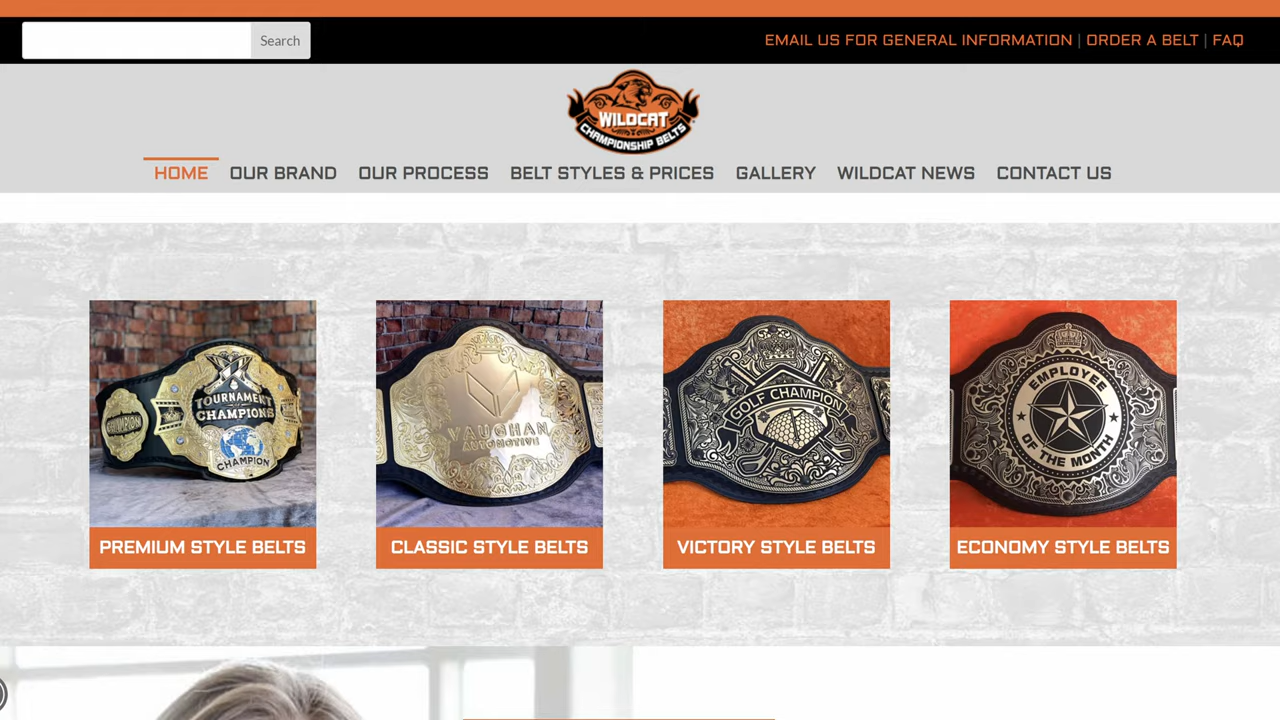 Search
EMAIL US FOR GENERAL INFORMATION | ORDER A BELT | FAQ
WILDCAT
CHAMPIONSHIP BELTS
HOME OUR BRAND OUR PROCESS BELT STYLES & PRICES GALLERY WILDCAT NEWS CONTACT US
TOURNAMENT
OF
CHAMPIONS
CHAMPION
CHAMPION
VAUGHAN
AUTOMOTIVE
GOLF CHAMPION
EMPLOYEE
OF THE MONTH
PREMIUM STYLE BELTS
CLASSIC STYLE BELTS
VICTORY STYLE BELTS
ECONOMY STYLE BELTS